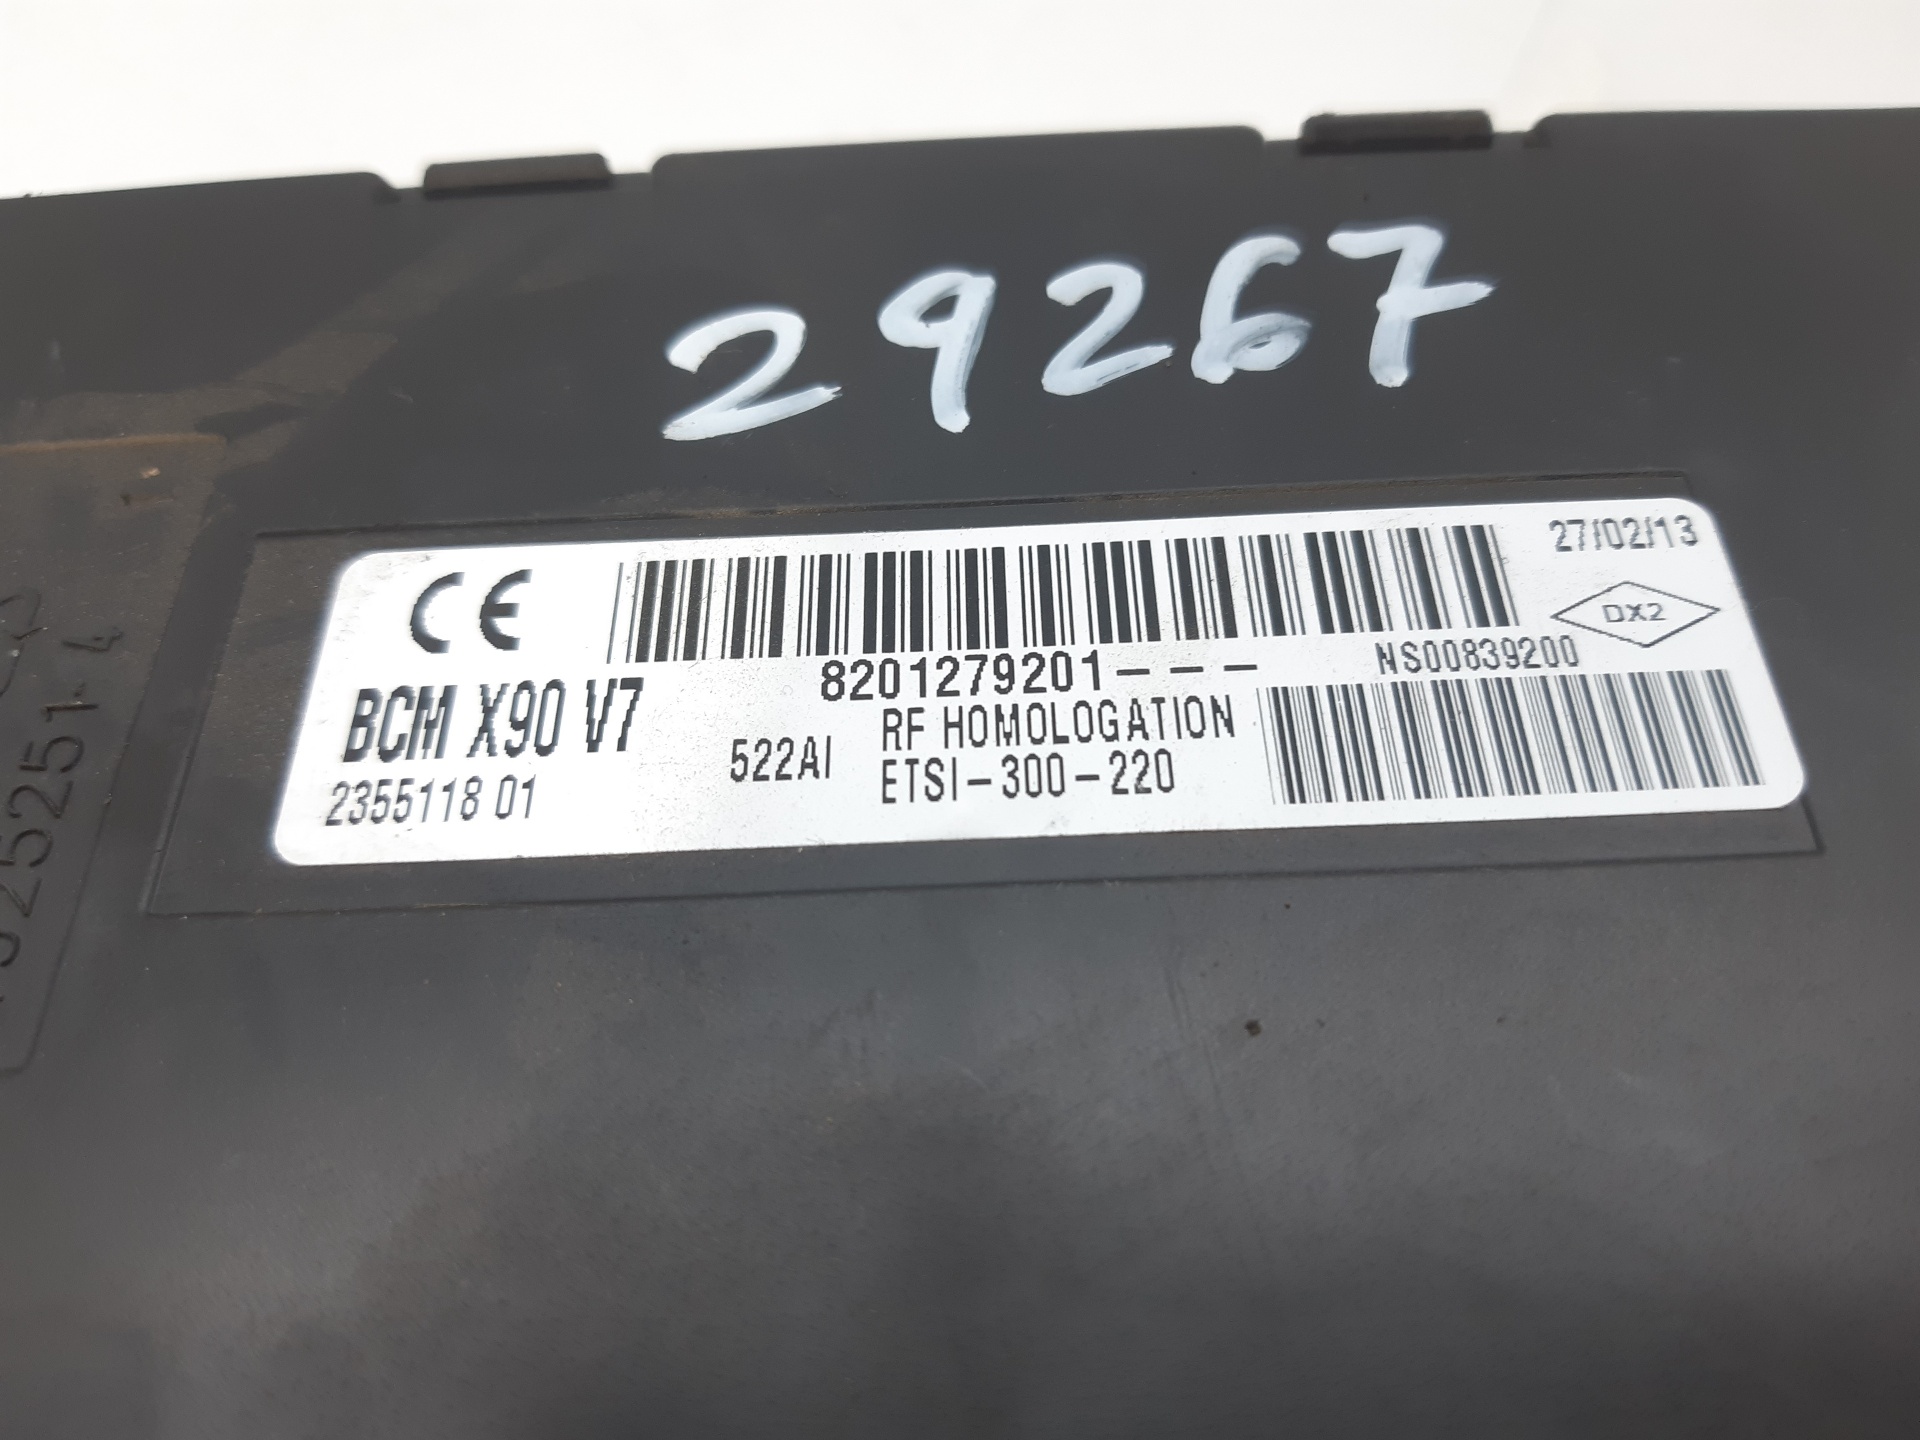 29267
27/02/13
CE
DX2
8201279201---
NS00839200
BCM X90 V7
522AI
RF HOMOLOGATION
ETSI-300-220
2355118 01